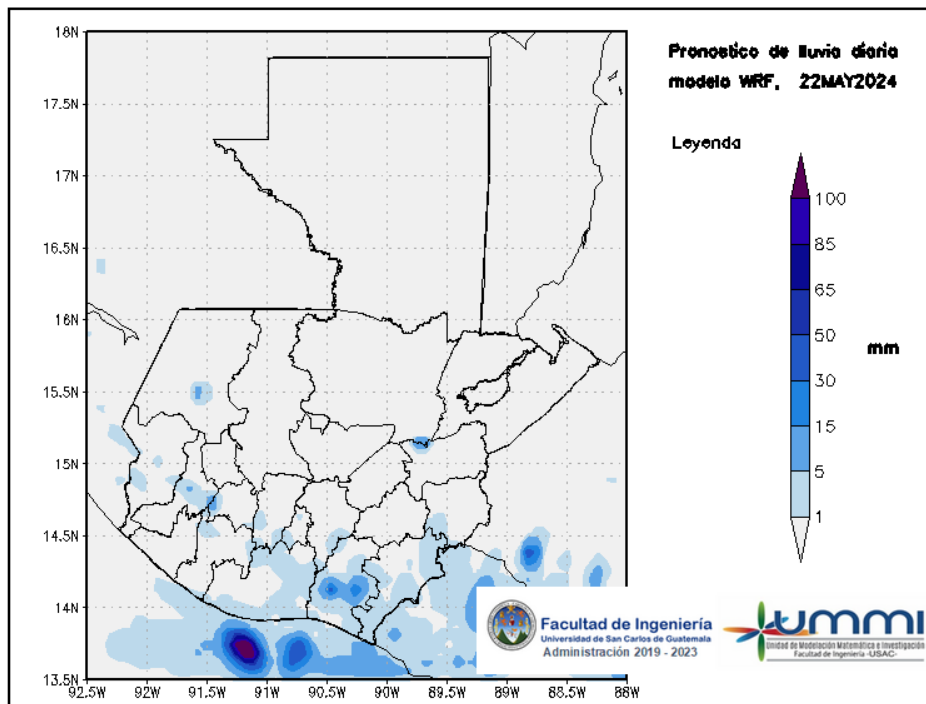 Pronostico de lluvia diaria
modelo WRF, 22MAY2024
Leyenda
100
85
65
50
30
15
5
1
mm
18N
17.5N
17N
16.5N
16N
15.5N
15N
14.5N
14N
13.5N
92.5W
92W
91.5W
91W
90.5W
90W
89.5W
89W
88.5W
88W
Facultad de Ingeniería
Universidad de San Carlos de Guatemala
Administración 2019 - 2023
UMMI
Unidad de Modelación Matemática e Investigación
Facultad de Ingeniería -USAC-